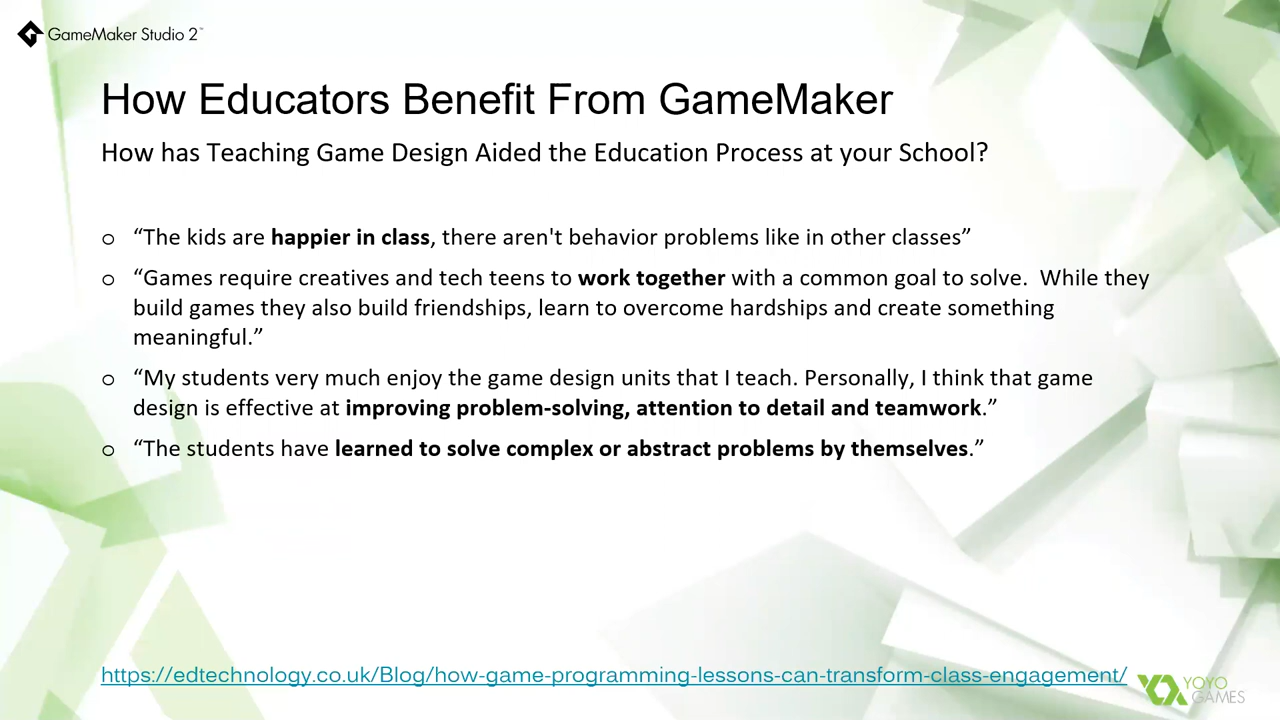 GameMaker Studio 2™
How Educators Benefit From GameMaker
How has Teaching Game Design Aided the Education Process at your School?
o “The kids are happier in class, there aren't behavior problems like in other classes”
o “Games require creatives and tech teens to work together with a common goal to solve.  While they
build games they also build friendships, learn to overcome hardships and create something
meaningful.”
o “My students very much enjoy the game design units that I teach. Personally, I think that game
design is effective at improving problem-solving, attention to detail and teamwork.”
o “The students have learned to solve complex or abstract problems by themselves.”
https://edtechnology.co.uk/Blog/how-game-programming-lessons-can-transform-class-engagement/
YOYO
GAMES